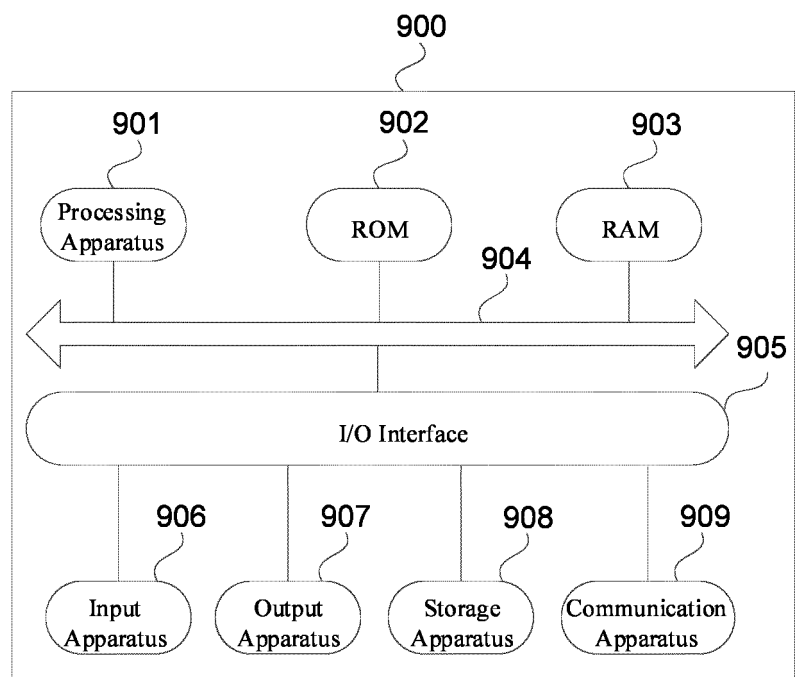 900
901
902
903
Processing
Apparatus
ROM
RAM
904
905
I/O Interface
906
907
908
909
Input
Apparatus
Output
Apparatus
Storage
Apparatus
Communication
Apparatus